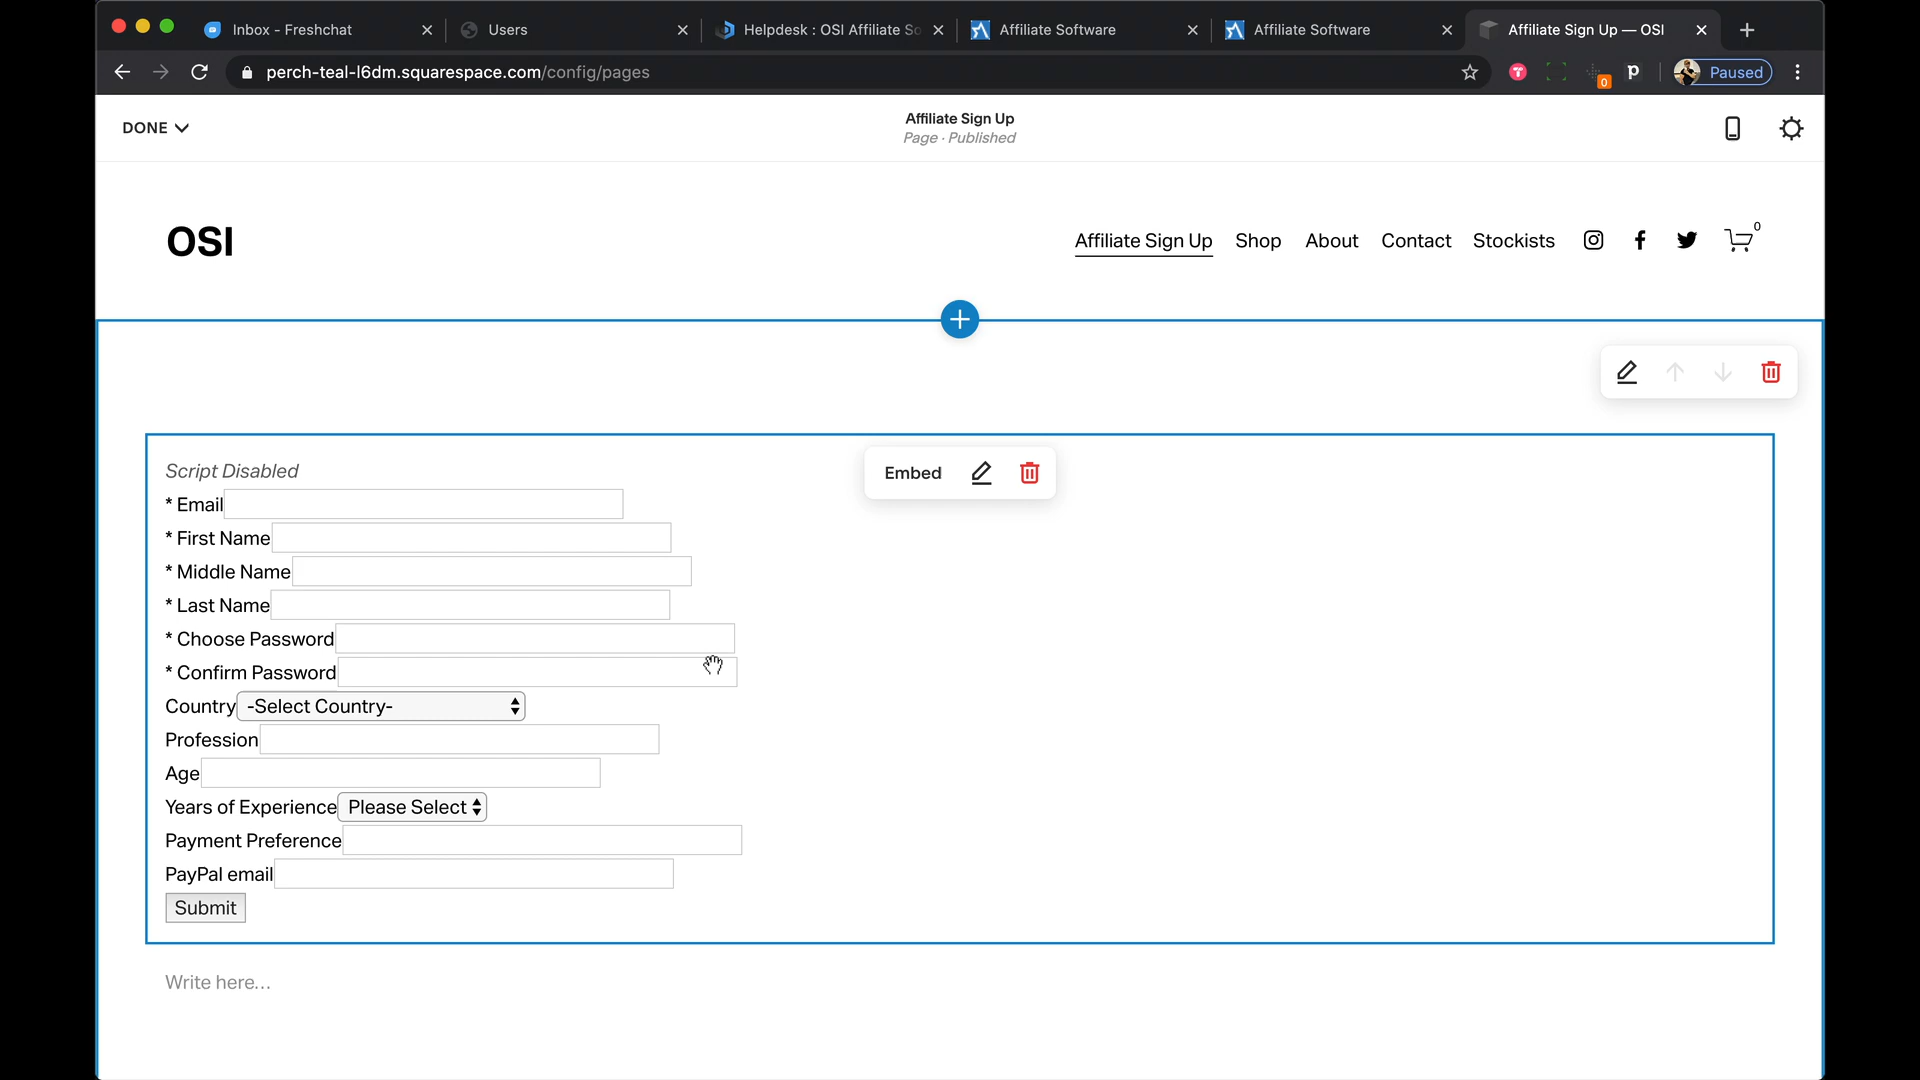 Inbox - Freshchat
Users
Helpdesk : OSI Affiliate So
Affiliate Software
Affiliate Software
Affiliate Sign Up — OSI
perch-teal-l6dm.squarespace.com/config/pages
0
p
Paused
DONE
Affiliate Sign Up
Page · Published
OSI
Affiliate Sign Up
Shop
About
Contact
Stockists
0
Script Disabled
Embed
* Email
* First Name
* Middle Name
* Last Name
* Choose Password
* Confirm Password
Country -Select Country-
Profession
Age
Years of Experience Please Select
Payment Preference
PayPal email
Submit
Write here...